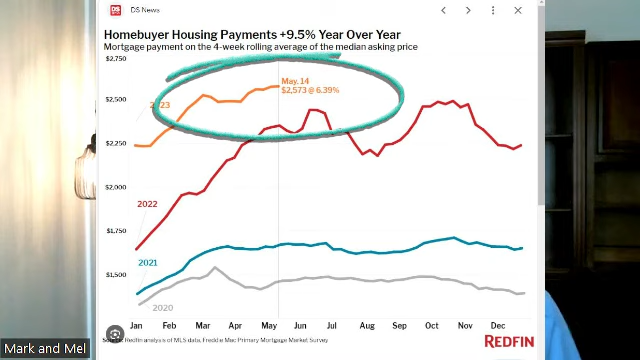 DS
NEWS
DS News
Homebuyer Housing Payments +9.5% Year Over Year
Mortgage payment on the 4-week rolling average of the median asking price
$2,750
May. 14
$2,573 @ 6.39%
$2,500
2023
$2,250
$2,000
2022
$1,750
2021
$1,500
2020
Jan Feb Mar Apr May Jun Jul Aug Sep Oct Nov Dec
Redfin analysis of MLS data, Freddie Mac Primary Mortgage Market Survey
REDFIN
Mark and Mel